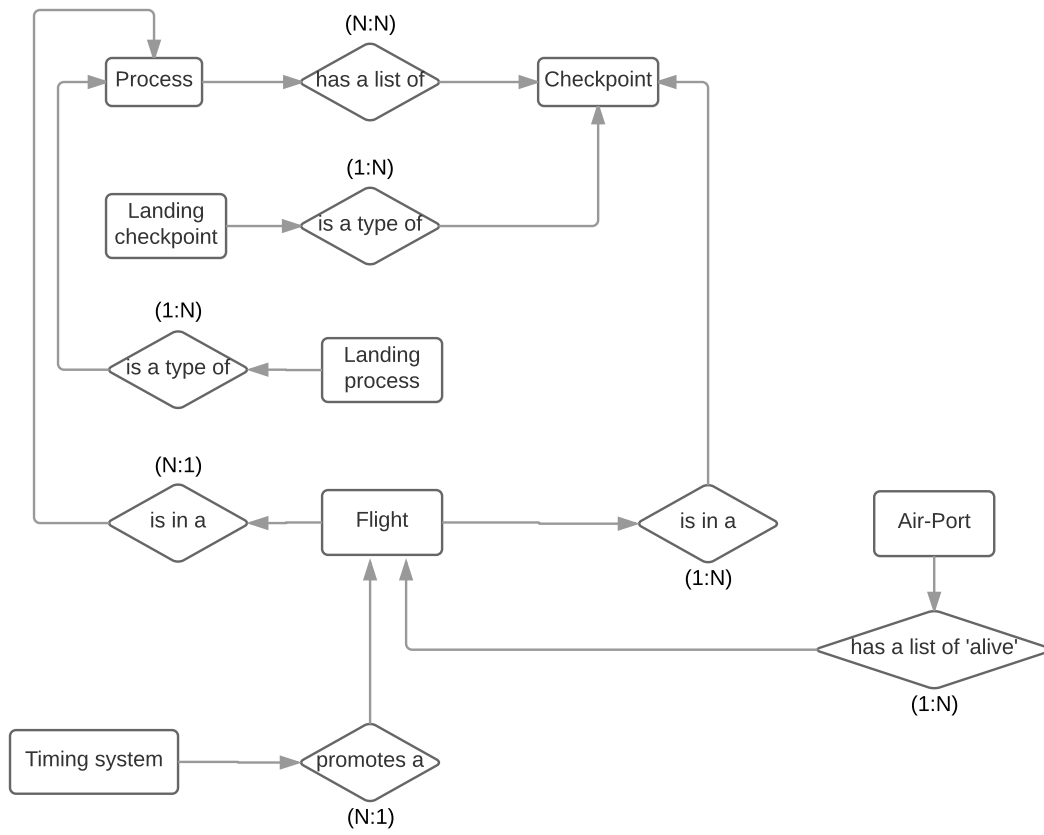 (N:N)
Process
has a list of
Checkpoint
(1:N)
Landing
checkpoint
is a type of
(1:N)
is a type of
Landing
process
(N:1)
is in a
Flight
is in a
(1:N)
Air-Port
has a list of 'alive'
(1:N)
Timing system
promotes a
(N:1)